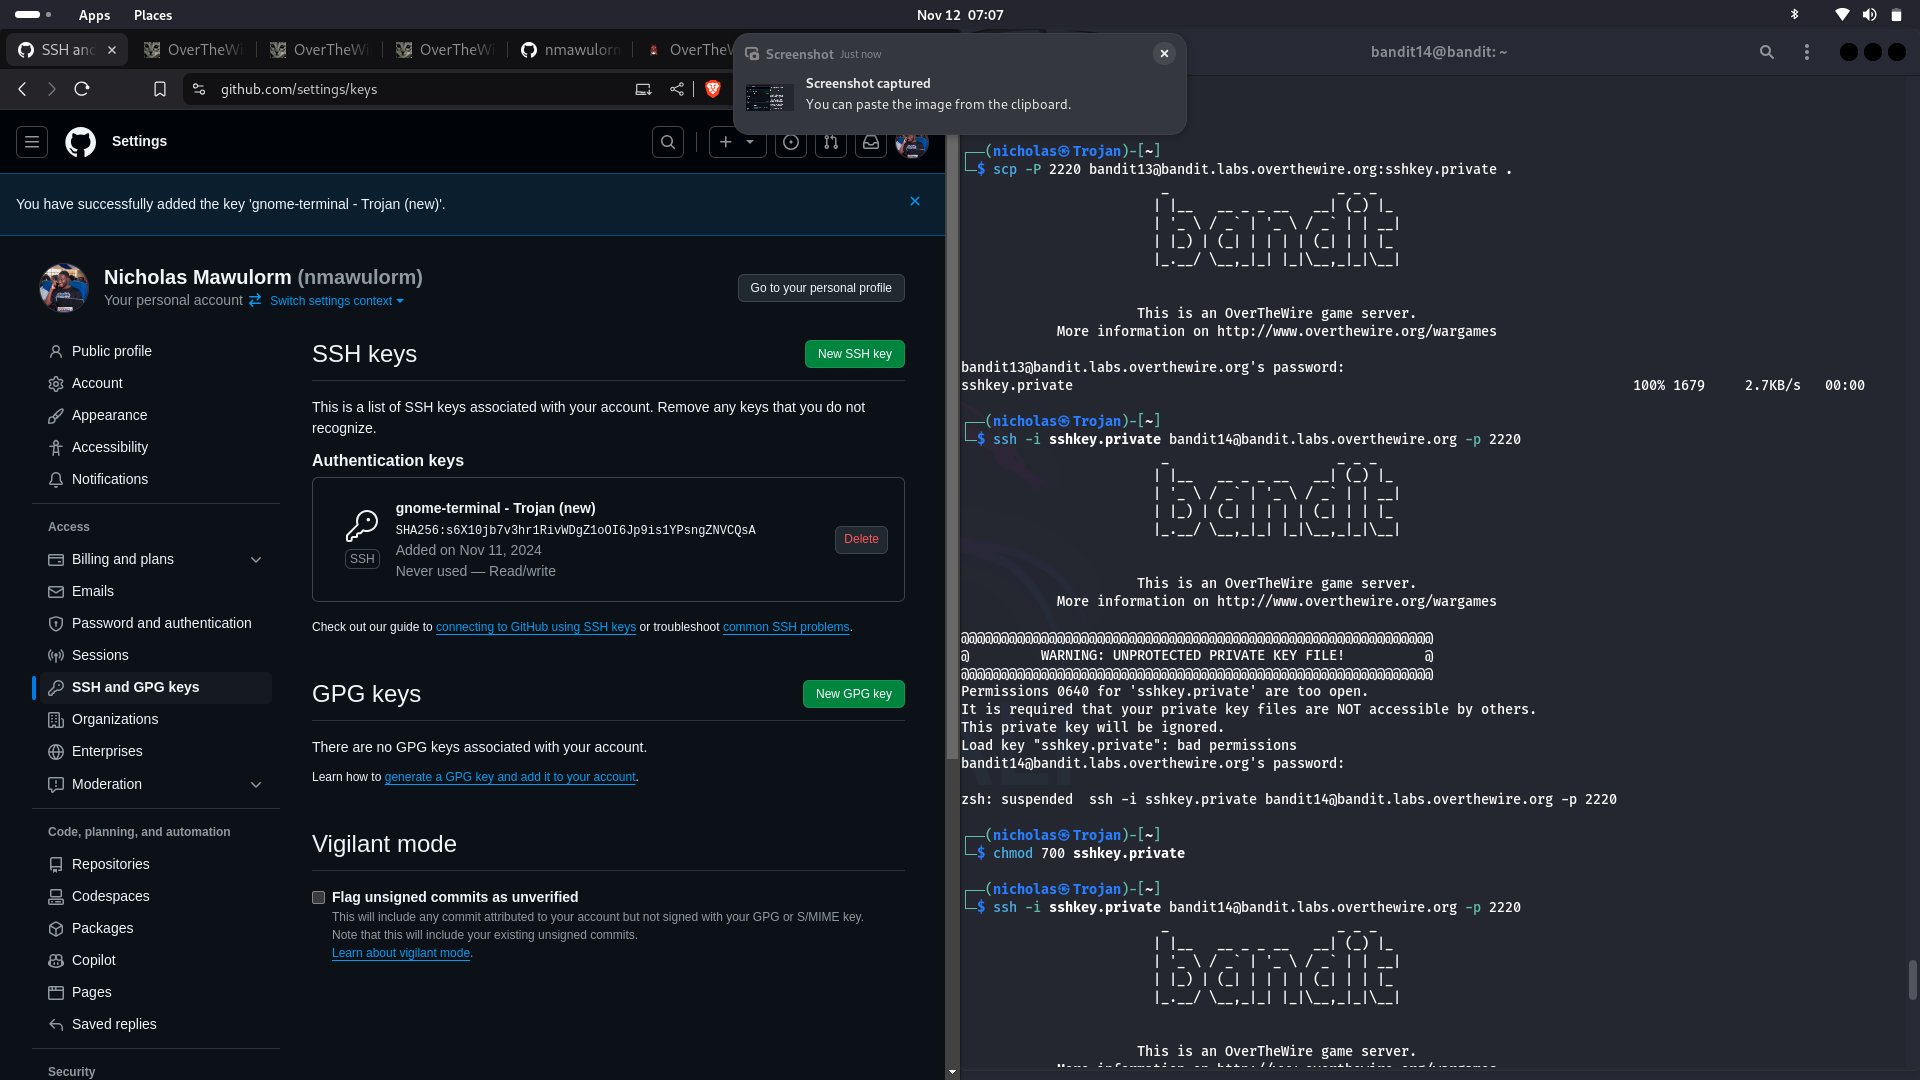 Apps Places Nov 12 07:07
SSH and OverTheWi OverTheWi OverTheWi nmawulorm OverTheW
bandit14@bandit: ~
github.com/settings/keys
Screenshot Just now
Screenshot captured
You can paste the image from the clipboard.
Settings
You have successfully added the key 'gnome-terminal - Trojan (new)'.
Nicholas Mawulorm (nmawulorm)
Your personal account Switch settings context
Go to your personal profile
Public profile
Account
Appearance
Accessibility
Notifications
Access
Billing and plans
Emails
Password and authentication
Sessions
SSH and GPG keys
Organizations
Enterprises
Moderation
Code, planning, and automation
Repositories
Codespaces
Packages
Copilot
Pages
Saved replies
Security
SSH keys
New SSH key
This is a list of SSH keys associated with your account. Remove any keys that you do not
recognize.
Authentication keys
gnome-terminal - Trojan (new)
SHA256:s6X10jb7v3hr1RivWDgZ1oOI6Jp9is1YPsngZNVCQsA
Added on Nov 11, 2024
Never used — Read/write
SSH
Delete
Check out our guide to connecting to GitHub using SSH keys or troubleshoot common SSH problems.
GPG keys
New GPG key
There are no GPG keys associated with your account.
Learn how to generate a GPG key and add it to your account.
Vigilant mode
Flag unsigned commits as unverified
This will include any commit attributed to your account but not signed with your GPG or S/MIME key.
Note that this will include your existing unsigned commits.
Learn about vigilant mode.
┌──(nicholas㉿Trojan)-[~]
└─$ scp -P 2220 bandit13@bandit.labs.overthewire.org:sshkey.private .
bandit
This is an OverTheWire game server.
More information on http://www.overthewire.org/wargames
bandit13@bandit.labs.overthewire.org's password:
sshkey.private 100% 1679 2.7KB/s 00:00
┌──(nicholas㉿Trojan)-[~]
└─$ ssh -i sshkey.private bandit14@bandit.labs.overthewire.org -p 2220
bandit
This is an OverTheWire game server.
More information on http://www.overthewire.org/wargames
@@@@@@@@@@@@@@@@@@@@@@@@@@@@@@@@@@@@@@@@@@@@@@@@@@@@@@@@@@@
@ WARNING: UNPROTECTED PRIVATE KEY FILE! @
@@@@@@@@@@@@@@@@@@@@@@@@@@@@@@@@@@@@@@@@@@@@@@@@@@@@@@@@@@@
Permissions 0640 for 'sshkey.private' are too open.
It is required that your private key files are NOT accessible by others.
This private key will be ignored.
Load key "sshkey.private": bad permissions
bandit14@bandit.labs.overthewire.org's password:
zsh: suspended ssh -i sshkey.private bandit14@bandit.labs.overthewire.org -p 2220
┌──(nicholas㉿Trojan)-[~]
└─$ chmod 700 sshkey.private
┌──(nicholas㉿Trojan)-[~]
└─$ ssh -i sshkey.private bandit14@bandit.labs.overthewire.org -p 2220
bandit
This is an OverTheWire game server.
More information on http://www.overthewire.org/wargames